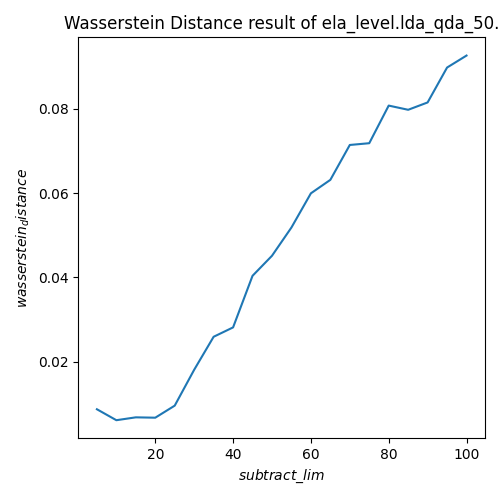 Wasserstein Distance result of ela_level.lda_qda_50.
0.08
0.06
0.04
0.02
wasserstein_distance
20 40 60 80 100
subtract_lim